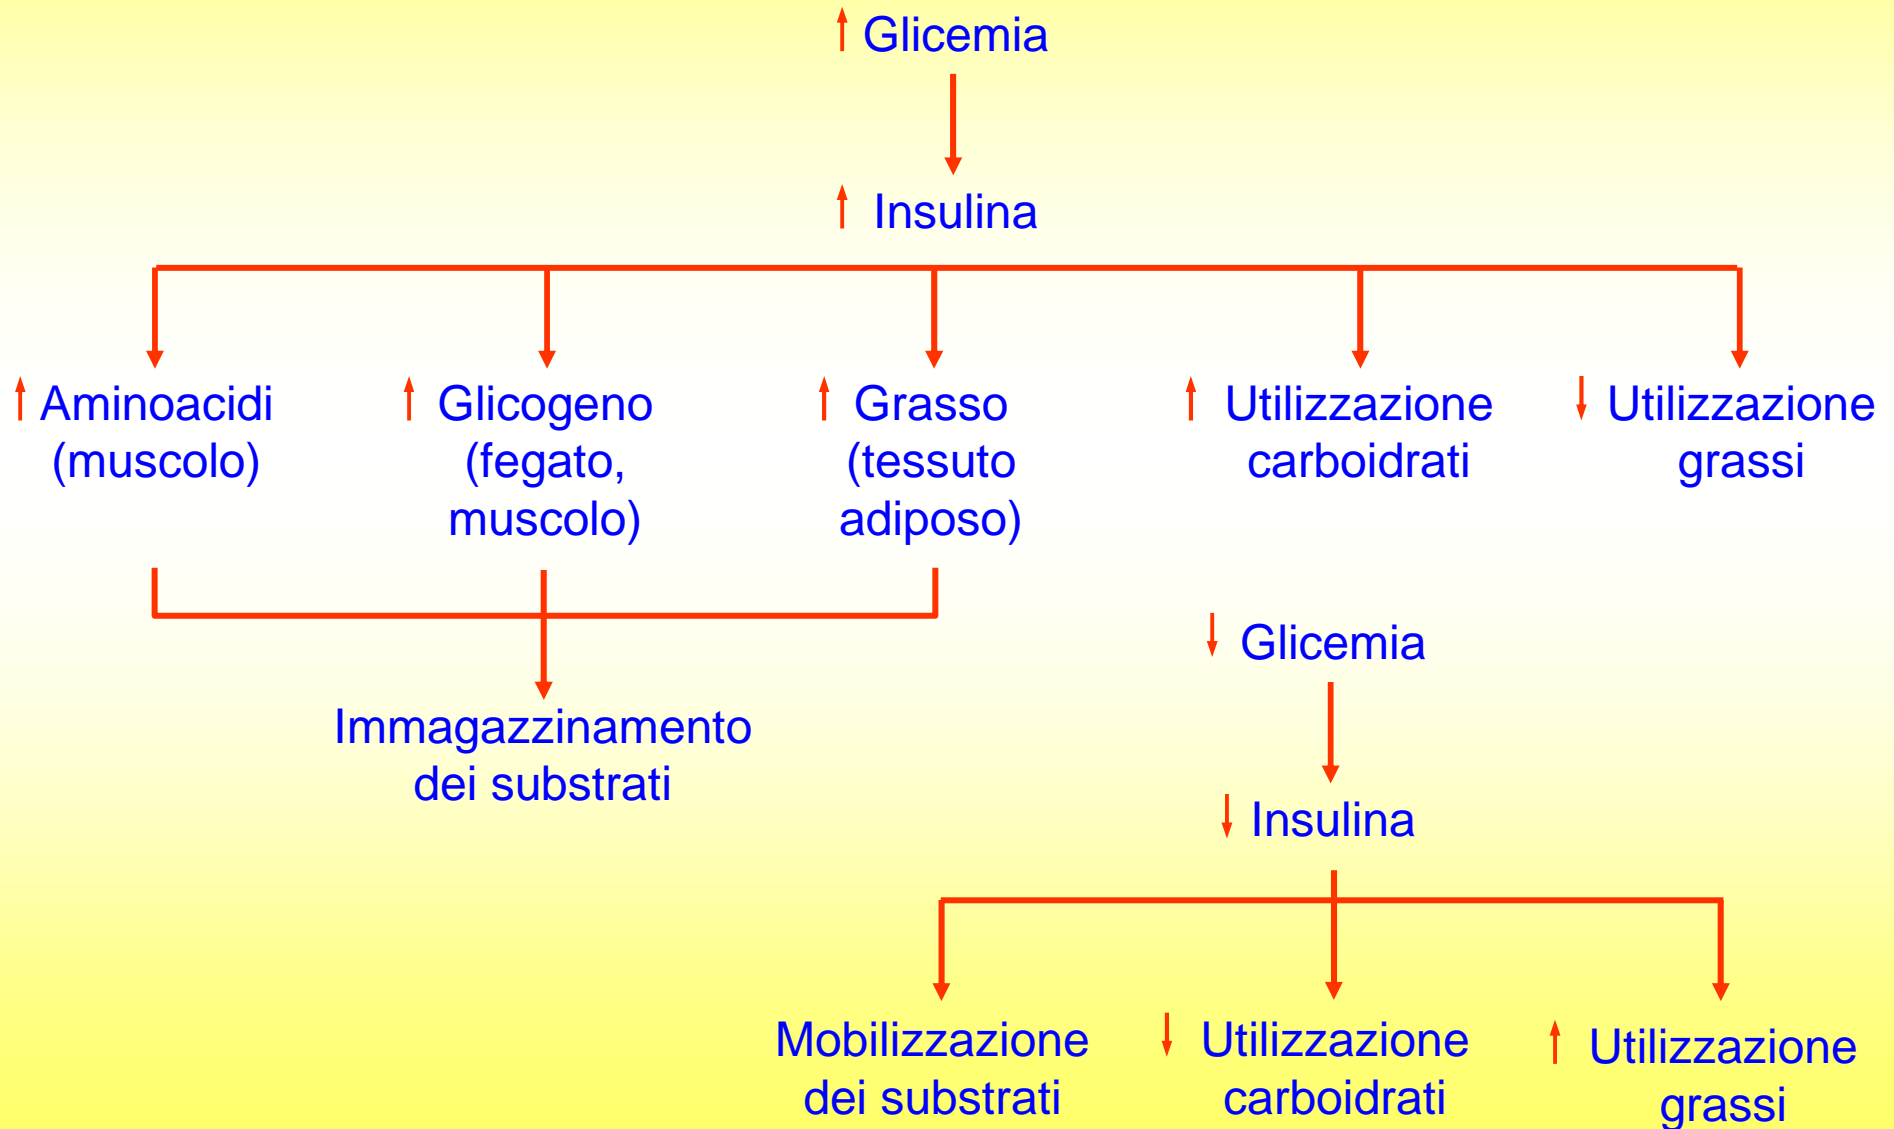 ↑ Glicemia
↑ Insulina
↑ Aminoacidi
(muscolo)
↑ Glicogeno
(fegato,
muscolo)
↑ Grasso
(tessuto
adiposo)
↑ Utilizzazione
carboidrati
↓ Utilizzazione
grassi
Immagazzinamento
dei substrati
↓ Glicemia
↓ Insulina
Mobilizzazione
dei substrati
↓ Utilizzazione
carboidrati
↑ Utilizzazione
grassi